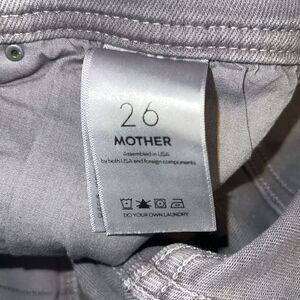 26
MOTHER
Assembled in USA
by both USA and foreign components
DO YOUR OWN LAUNDRY